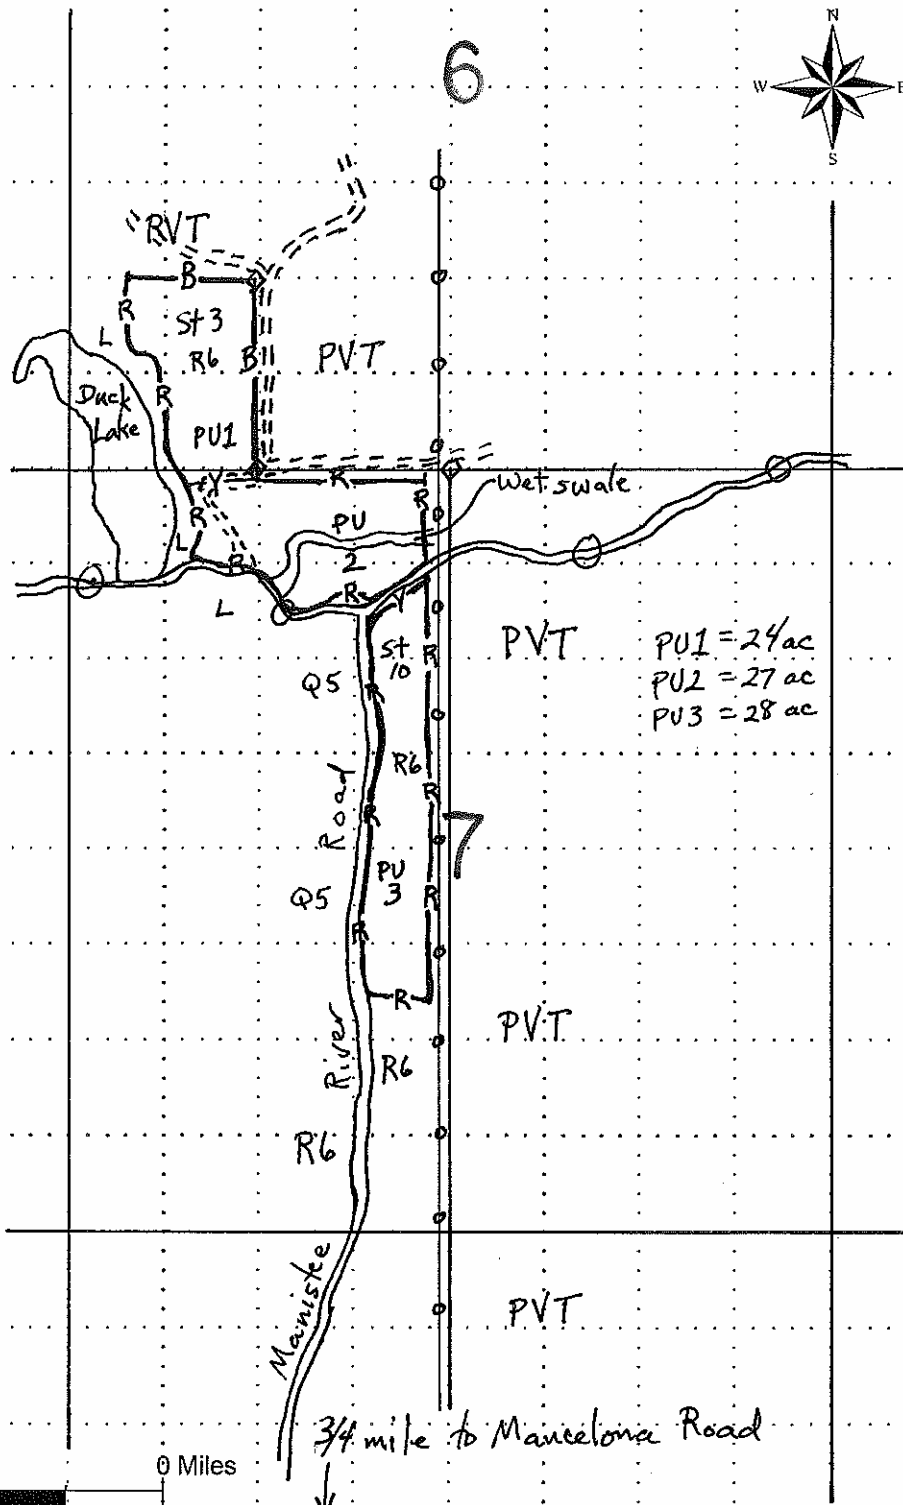 6
N
W E
S
RVT
B
R
St 3
L
R6 B PVT
R
Duck
Lake
PU1
Y R
R Wet swale
R
PU
L 2
R
R
L Y
PVT
St
10
R
PU1 = 24 ac
PU2 = 27 ac
PU3 = 28 ac
Q5
R
R6
Road
R
R
7
PU
3
Q5 R
R
R
PVT
River
R6
R6
Manistee
PVT
3/4 mile to Mancelona Road
0 Miles